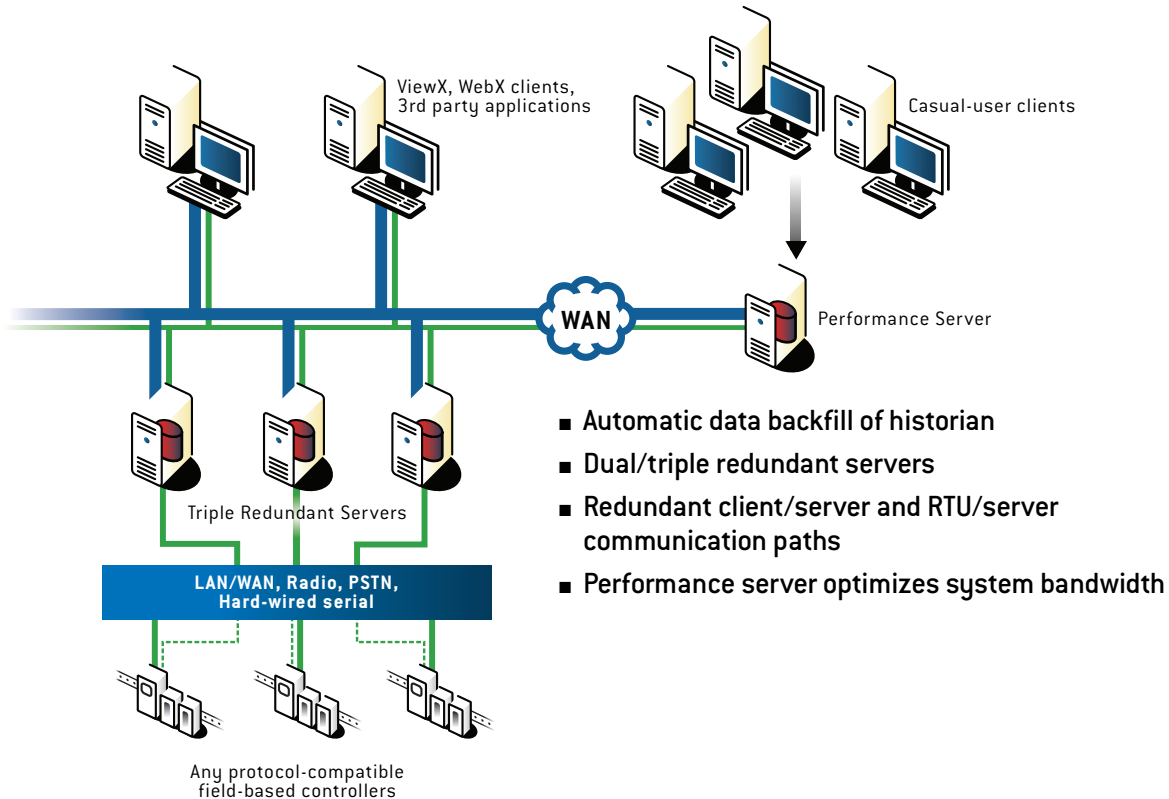 ViewX, WebX clients,
3rd party applications
Casual-user clients
WAN
Performance Server
■ Automatic data backfill of historian
■ Dual/triple redundant servers
■ Redundant client/server and RTU/server
communication paths
■ Performance server optimizes system bandwidth
Triple Redundant Servers
LAN/WAN, Radio, PSTN,
Hard-wired serial
Any protocol-compatible
field-based controllers